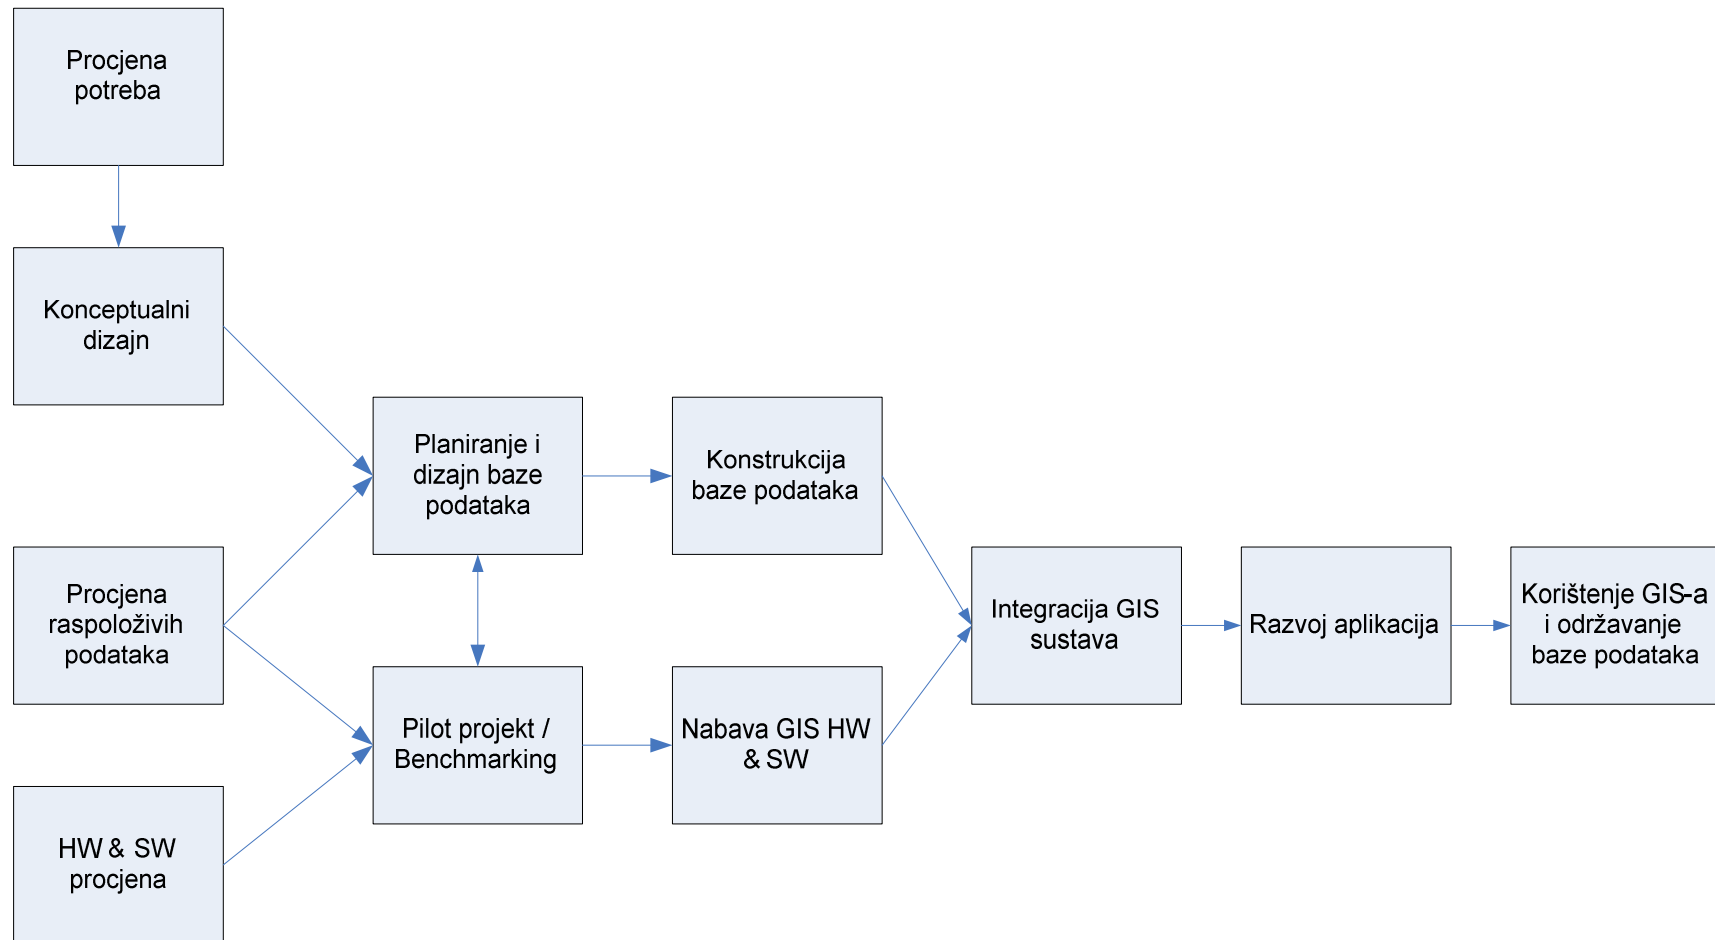 Procjena
potreba
Konceptualni
dizajn
Procjena
raspoloživih
podataka
HW & SW
procjena
Planiranje i
dizajn baze
podataka
Pilot projekt /
Benchmarking
Konstrukcija
baze podataka
Nabava GIS HW
& SW
Integracija GIS
sustava
Razvoj aplikacija
Korištenje GIS-a
i održavanje
baze podataka